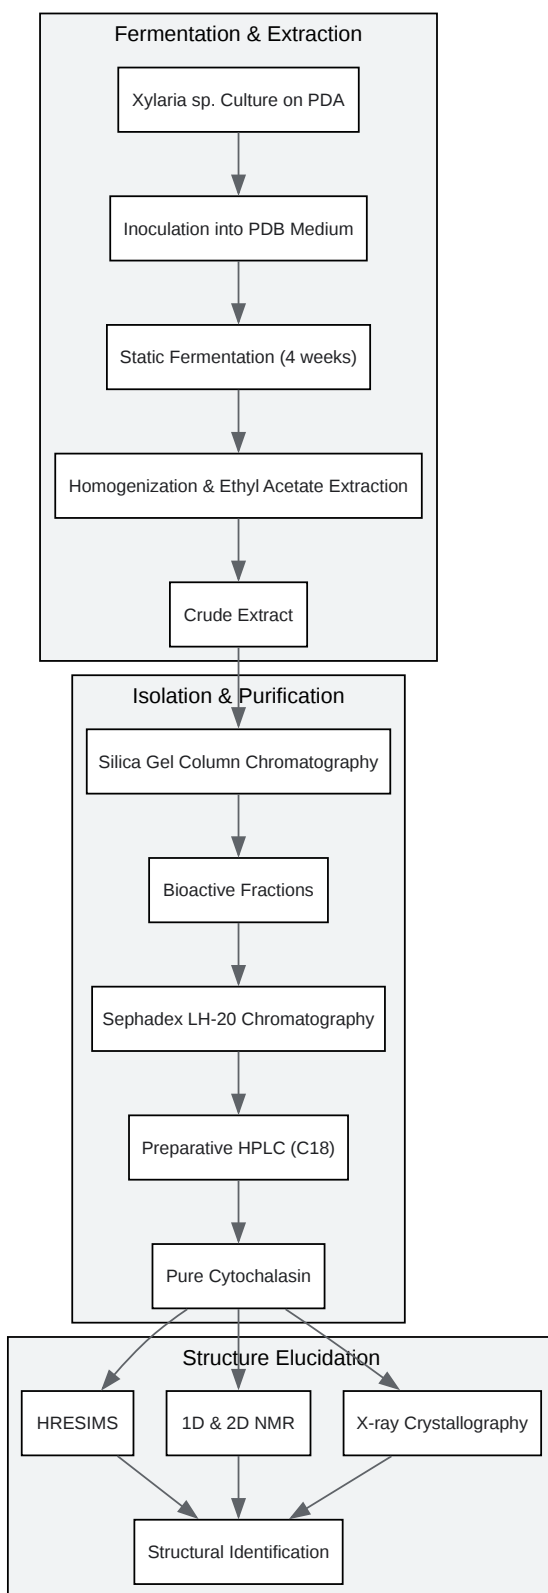 Fermentation & Extraction
Xylaria sp. Culture on PDA
Inoculation into PDB Medium
Static Fermentation (4 weeks)
Homogenization & Ethyl Acetate Extraction
Crude Extract
Isolation & Purification
Silica Gel Column Chromatography
Bioactive Fractions
Sephadex LH-20 Chromatography
Preparative HPLC (C18)
Pure Cytochalasin
Structure Elucidation
HRESIMS
1D & 2D NMR
X-ray Crystallography
Structural Identification